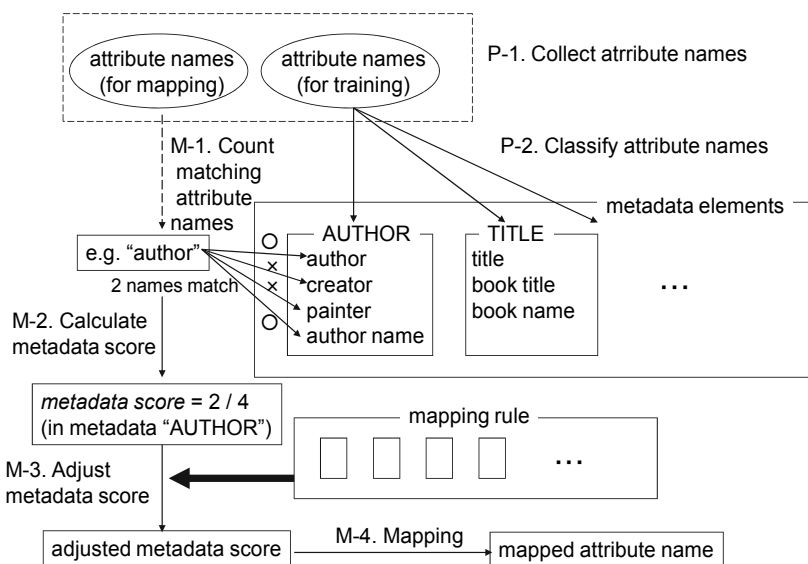 attribute names
(for mapping)
attribute names
(for training)
P-1. Collect atrribute names
M-1. Count
matching
attribute
names
P-2. Classify attribute names
metadata elements
e.g. “author”
2 names match
○
×
×
○
AUTHOR
author
creator
painter
author name
TITLE
title
book title
book name
...
M-2. Calculate
metadata score
metadata score = 2 / 4
(in metadata “AUTHOR”)
mapping rule
...
M-3. Adjust
metadata score
adjusted metadata score
M-4. Mapping
mapped attribute name